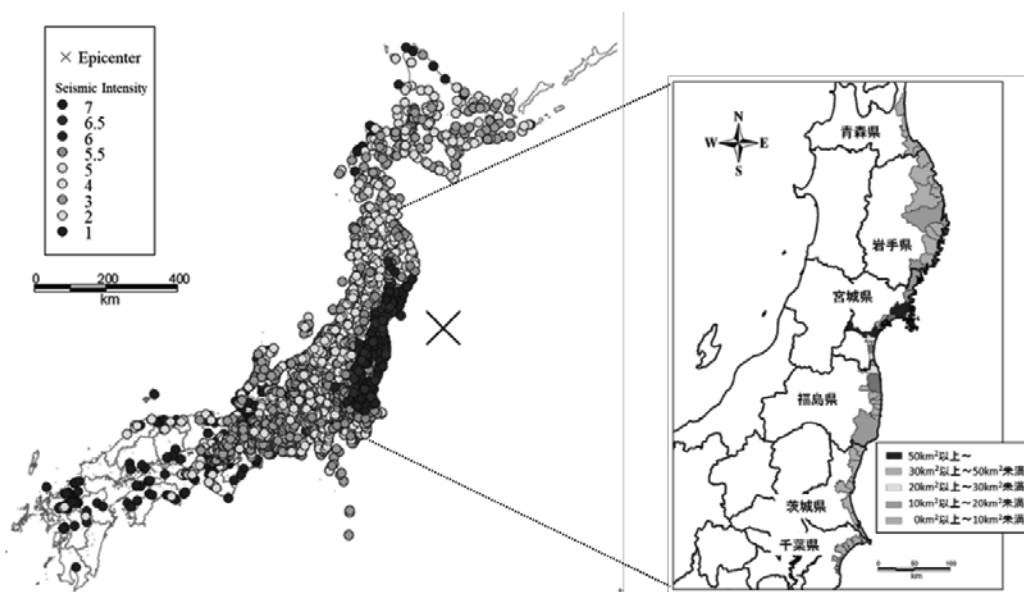 × Epicenter
Seismic Intensity
7
6.5
6
5.5
5
4
3
2
1
0 200 400
km
N
W E
S
青森県
岩手県
宮城県
福島県
茨城県
千葉県
50km²以上~
30km²以上~50km²未満
20km²以上~30km²未満
10km²以上~20km²未満
0km²以上~10km²未満
0 50 100
km